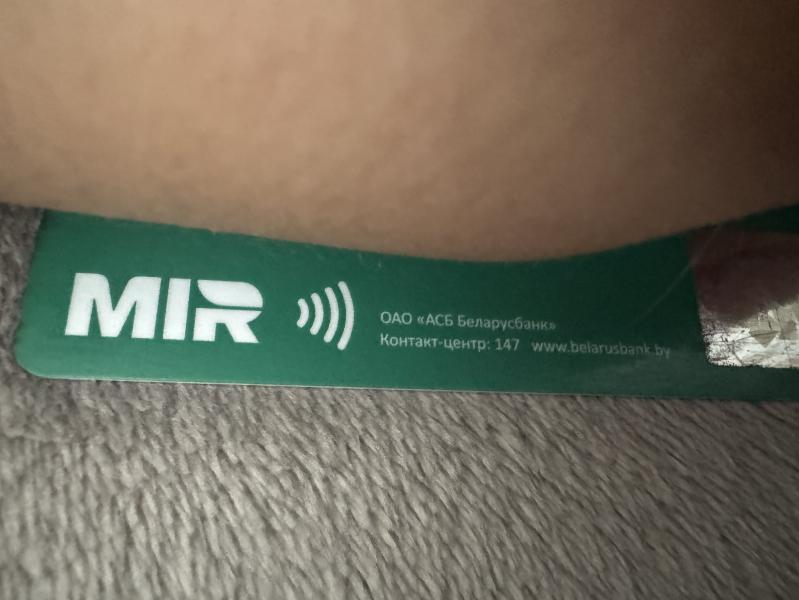 MIR
ОАО «АСБ Беларусбанк»
Контакт-центр: 147 www.belarusbank.by